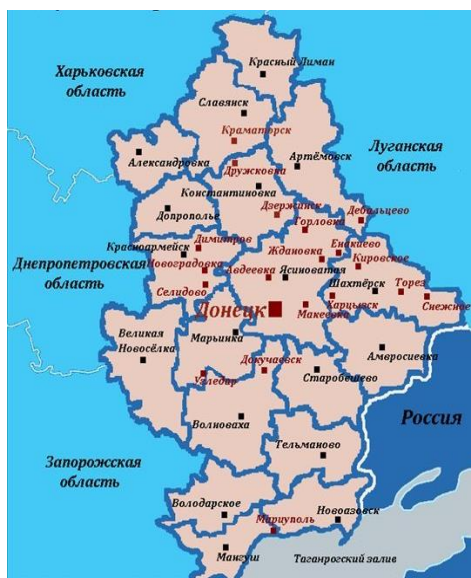 Красный Лиман
Харьковская
область
Славянск
Краматорск
Луганская
область
Александровка
Артёмовск
Дружковка
Константиновка
Доброполье
Дзержинск
Дебальцево
Горловка
Димитров
Красноармейск
Енакиево
Ждановка
Кировское
Днепропетровская
область
Новогродовка
Авдеевка
Ясиноватая
Селидово
Шахтёрск
Торез
Снежное
Донецк
Макеевка
Харцызск
Великая
Новосёлка
Марьинка
Амвросиевка
Докучаевск
Угледар
Старобешево
Волноваха
Россия
Тельманово
Запорожская
область
Володарское
Новоазовск
Мариуполь
Мангуш
Таганрогский залив